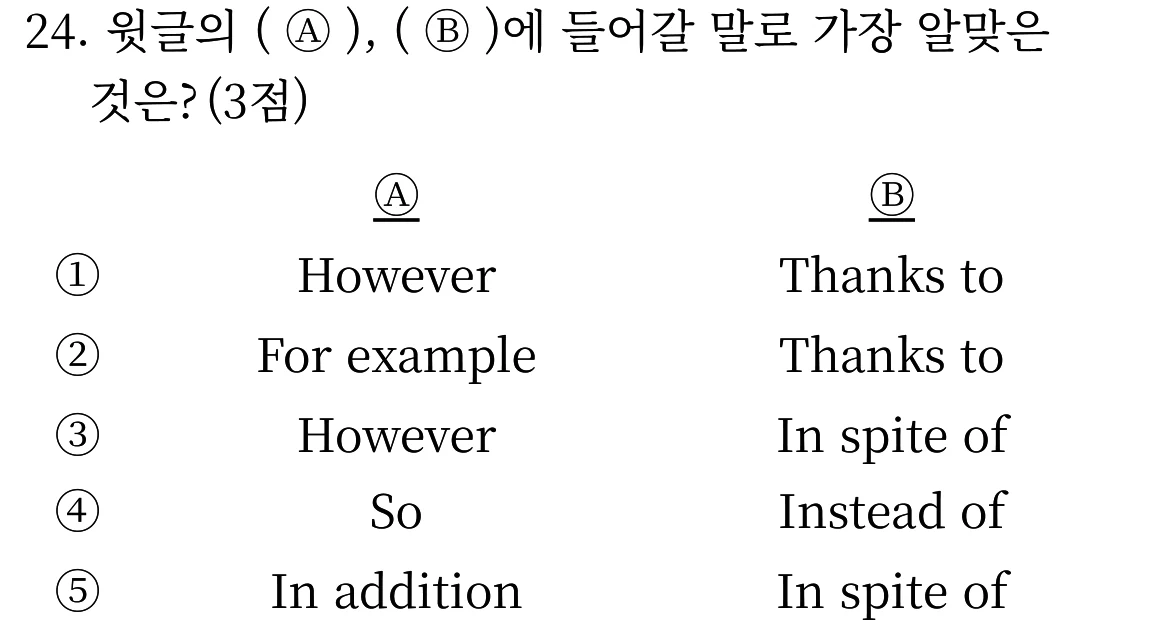 24. 윗글의 ( Ⓐ ), ( Ⓑ )에 들어갈 말로 가장 알맞은
것은? (3점)
Ⓐ Ⓑ
① However Thanks to
② For example Thanks to
③ However In spite of
④ So Instead of
⑤ In addition In spite of